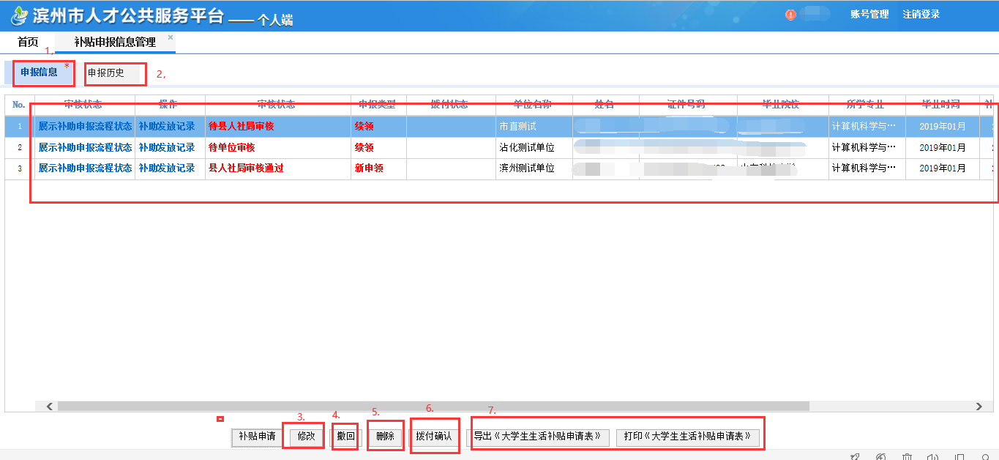 滨州市人才公共服务平台 —— 个人端
账号管理 注销登录
首页 补贴申报信息管理 ×
1,
申报信息 * 申报历史 2,
No. 审核状态 操作 审核状态 申报类型 拨付状态 单位名称 姓名 证件号码 毕业院校 所学专业 毕业时间
1 展示补助申报流程状态 补助发放记录 待县人社局审核 续领 市直测试 计算机科学与… 2019年01月
2 展示补助申报流程状态 补助发放记录 待单位审核 续领 沾化测试单位 计算机科学与… 2019年01月
3 展示补助申报流程状态 补助发放记录 县人社局审核通过 新申领 滨州测试单位 计算机科学与… 2019年01月
3. 4. 5. 6. 7.
补贴申请 修改 撤回 删除 拨付确认 导出《大学生生活补贴申请表》 打印《大学生生活补贴申请表》